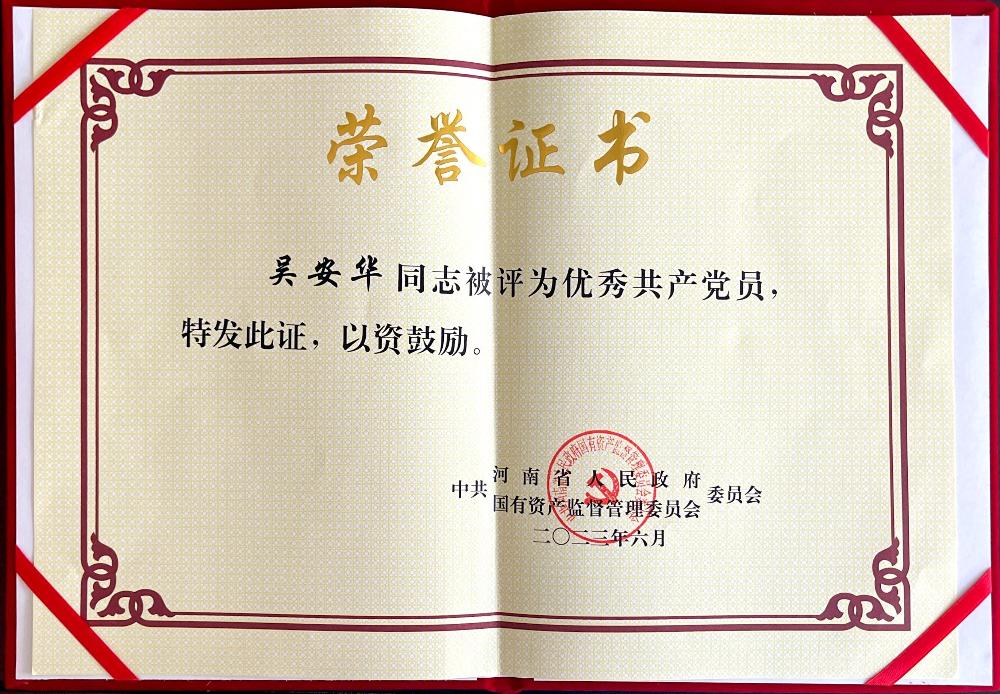 荣誉证书
吴安华同志被评为优秀共产党员，
特发此证，以资鼓励。
中共河南省人民政府国有资产监督管理委员会委员会
二〇二三年六月